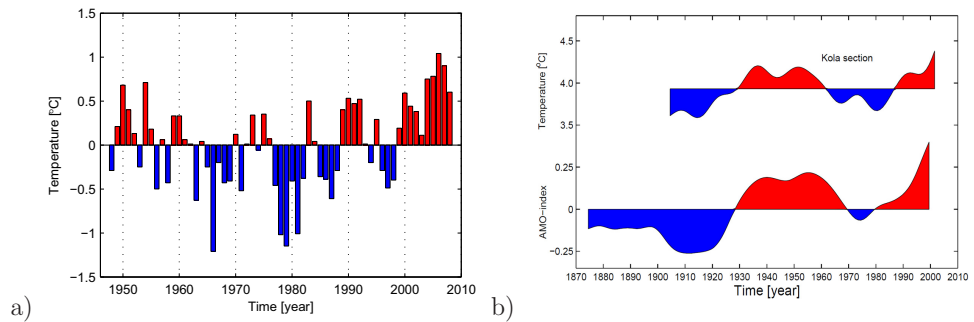 1.5
1
0.5
0
−0.5
−1
−1.5
Temperature [°C]
1950 1960 1970 1980 1990 2000 2010
Time [year]
a)
4.5
4.0
3.5
Temperature [°C]
Kola section
0.25
0
−0.25
AMO−index
1870 1880 1890 1900 1910 1920 1930 1940 1950 1960 1970 1980 1990 2000 2010
Time [year]
b)